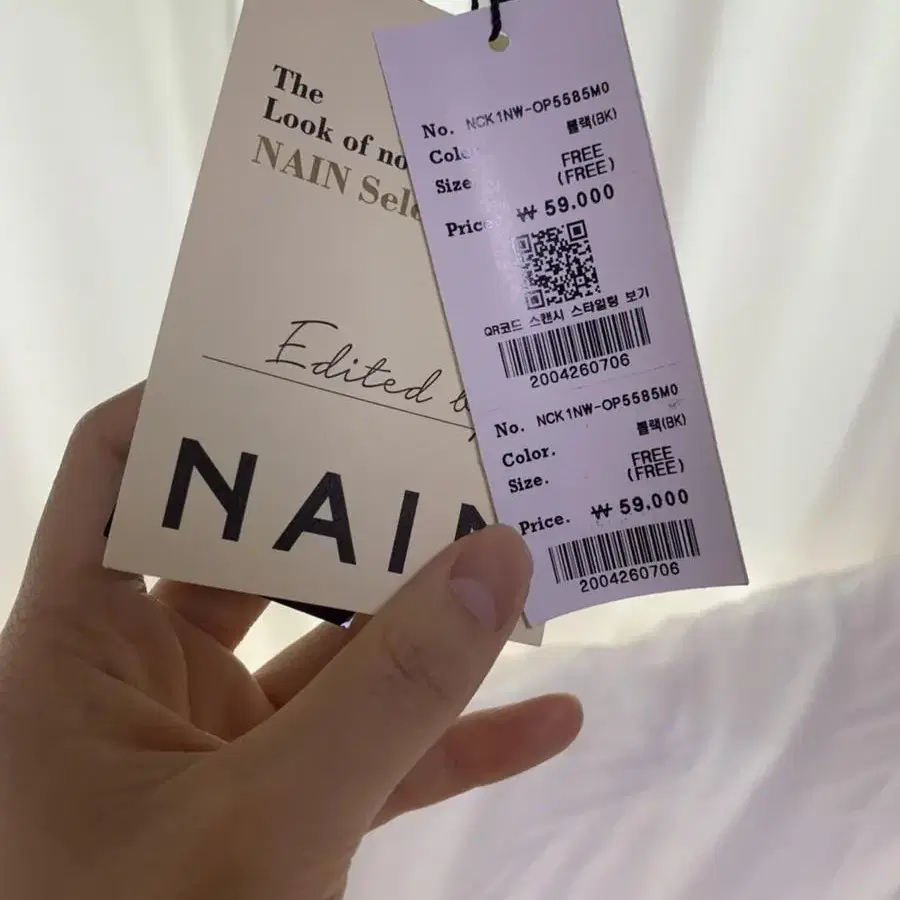 The
Look of no
NAIN Sele
Edited b
NAIN
No. NCK1NW-OP5585M0
Color 블랙(BK)
Size FREE
(FREE)
Price. ₩ 59,000
QR코드 스캔시 스타일링 보기
2004260706
No. NCK1NW-OP5585M0
Color. 블랙(BK)
Size. FREE
(FREE)
Price. ₩ 59,000
2004260706